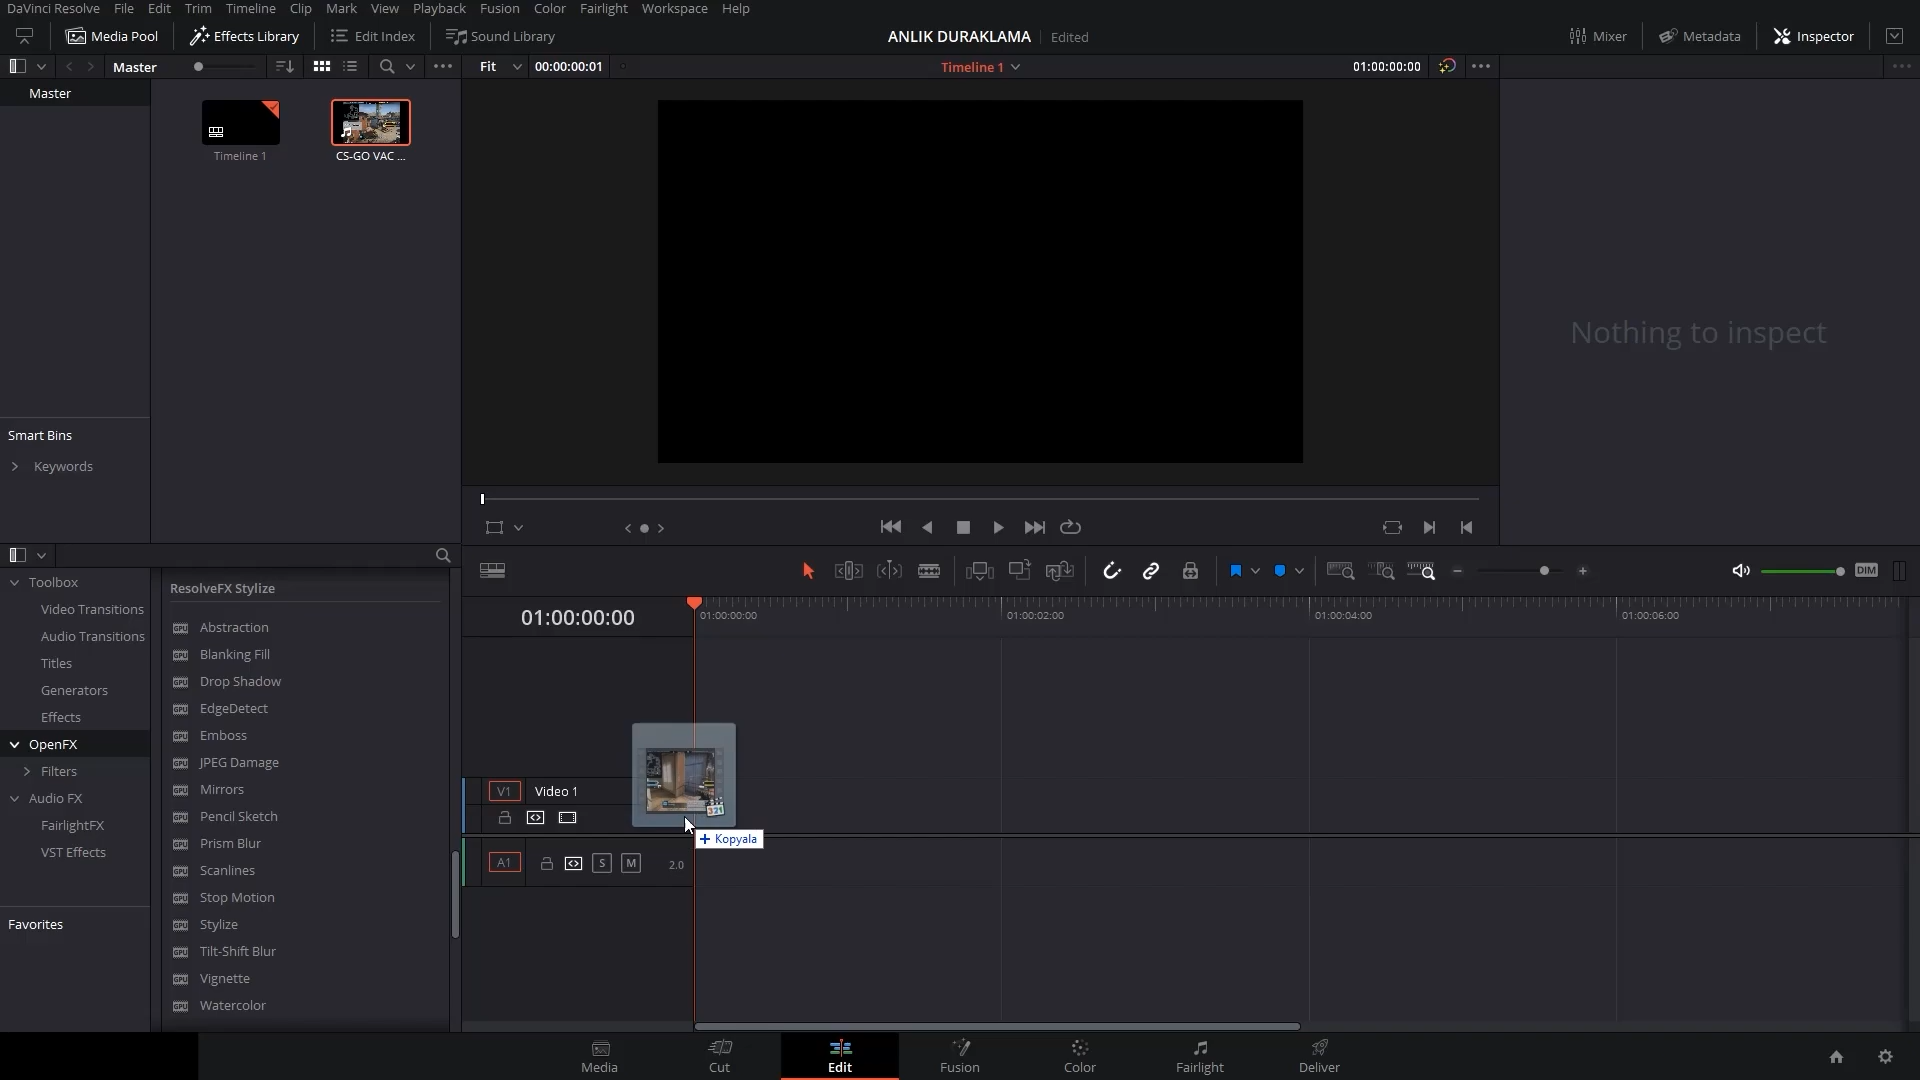 DaVinci Resolve File Edit Trim Timeline Clip Mark View Playback Fusion Color Fairlight Workspace Help
Media Pool Effects Library Edit Index Sound Library ANLIK DURAKLAMA Edited Mixer Metadata Inspector
Master Fit 00:00:00:01 Timeline 1 01:00:00:00
Master
Timeline 1 CS-GO VAC ...
Nothing to inspect
Smart Bins
Keywords
Toolbox
Video Transitions
Audio Transitions
Titles
Generators
Effects
OpenFX
Filters
Audio FX
FairlightFX
VST Effects
Favorites
ResolveFX Stylize
Abstraction
Blanking Fill
Drop Shadow
EdgeDetect
Emboss
JPEG Damage
Mirrors
Pencil Sketch
Prism Blur
Scanlines
Stop Motion
Stylize
Tilt-Shift Blur
Vignette
Watercolor
DIM
01:00:00:00 01:00:00:00 01:00:02:00 01:00:04:00 01:00:06:00
V1 Video 1
Kopyala
A1 S M 2.0
Media Cut Edit Fusion Color Fairlight Deliver